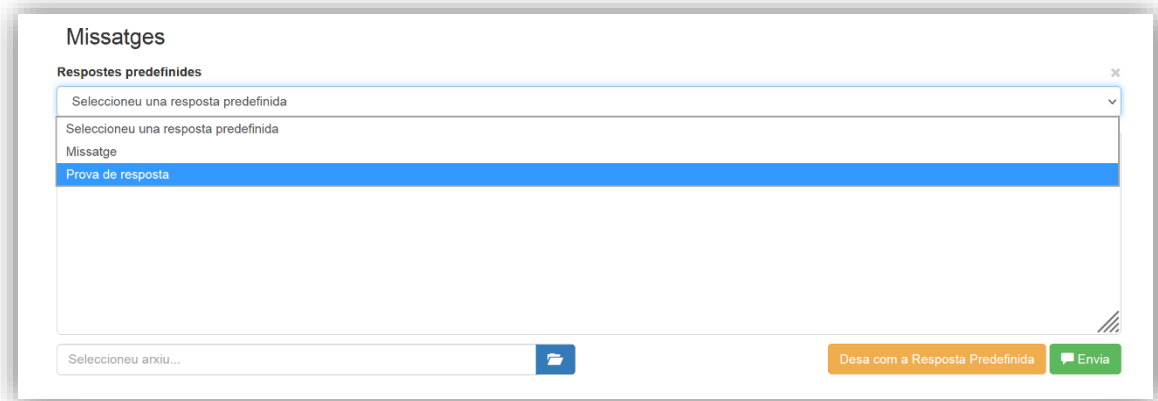 Missatges
Respostes predefinides
Seleccioneu una resposta predefinida
Seleccioneu una resposta predefinida
Missatge
Prova de resposta
Seleccioneu arxiu...
Desa com a Resposta Predefinida
Envia